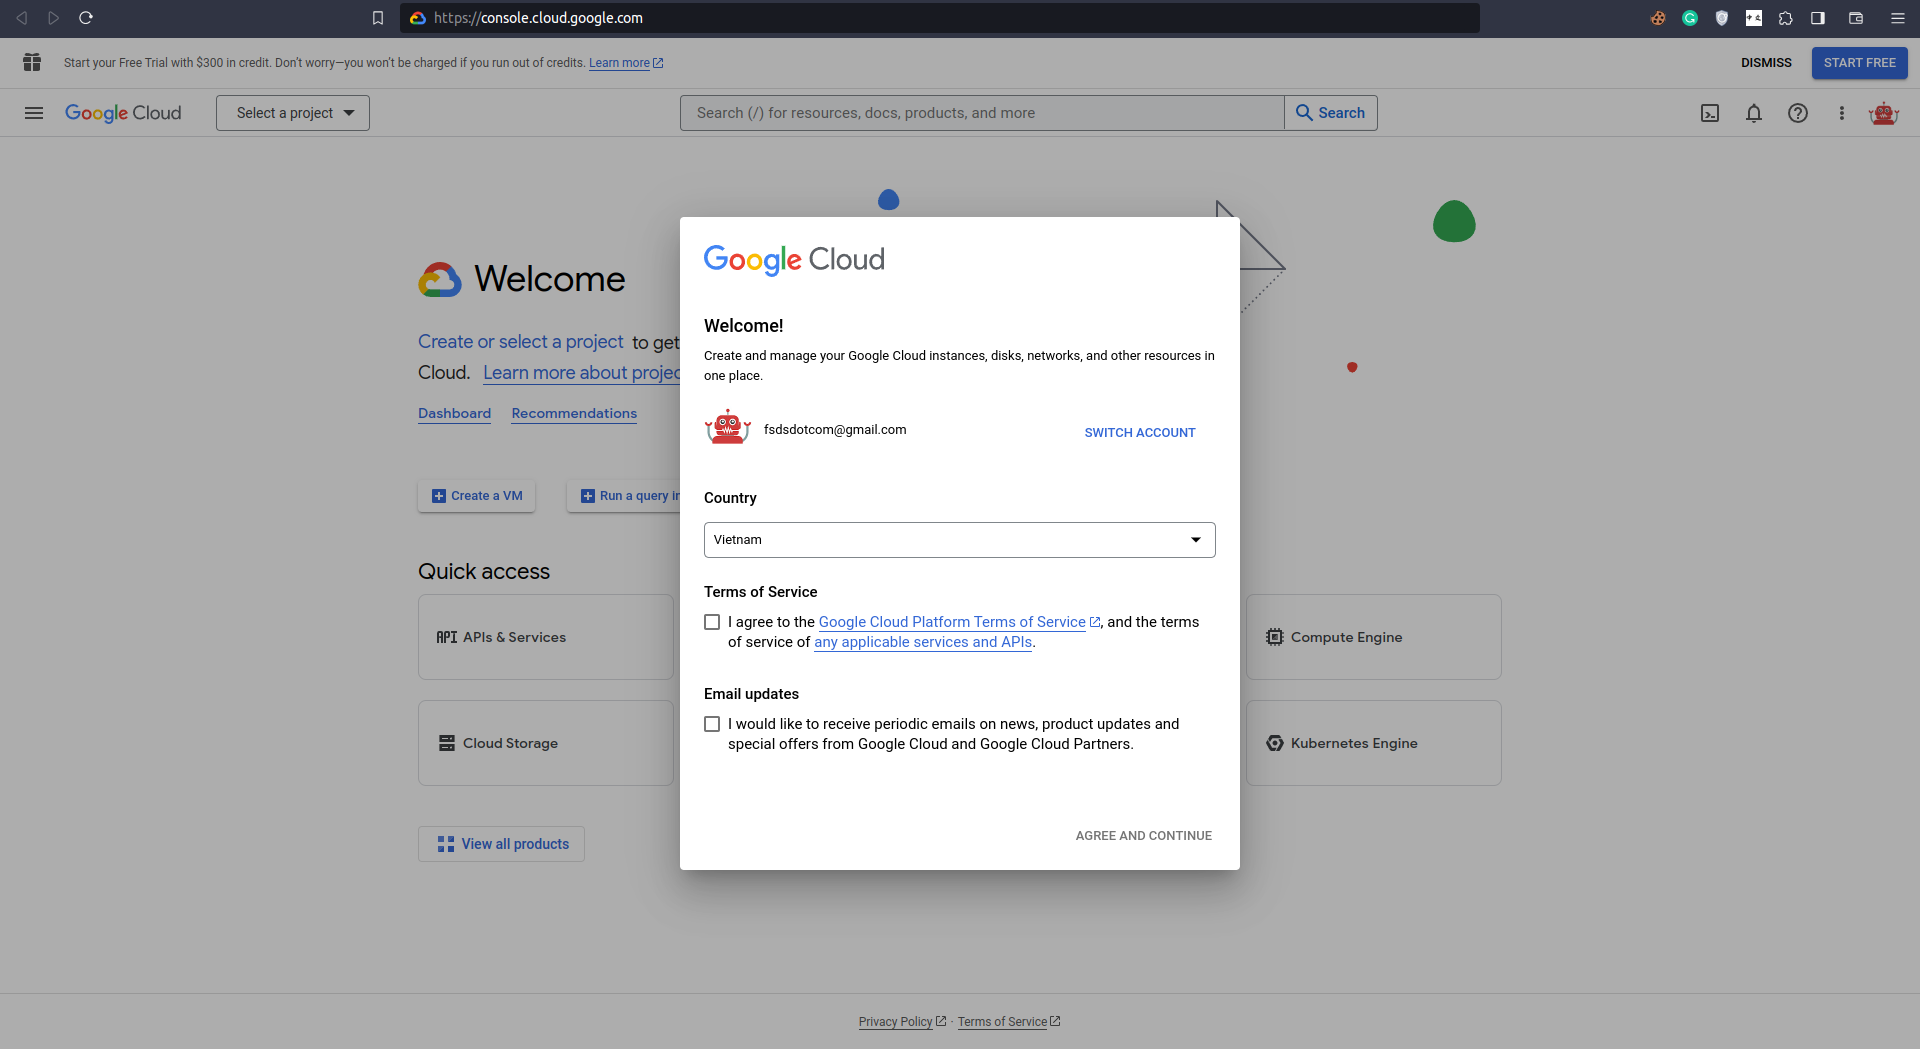 https://console.cloud.google.com
Start your Free Trial with $300 in credit. Don't worry—you won't be charged if you run out of credits. Learn more
DISMISS
START FREE
Google Cloud
Select a project
Search (/) for resources, docs, products, and more
Search
Welcome
Create or select a project to get
Cloud. Learn more about projec
Dashboard
Recommendations
Create a VM
Run a query in
Quick access
API APIs & Services
Cloud Storage
View all products
Google Cloud
Welcome!
Create and manage your Google Cloud instances, disks, networks, and other resources in
one place.
fsdsdotcom@gmail.com
SWITCH ACCOUNT
Country
Vietnam
Terms of Service
I agree to the Google Cloud Platform Terms of Service, and the terms
of service of any applicable services and APIs.
Email updates
I would like to receive periodic emails on news, product updates and
special offers from Google Cloud and Google Cloud Partners.
AGREE AND CONTINUE
Compute Engine
Kubernetes Engine
Privacy Policy · Terms of Service